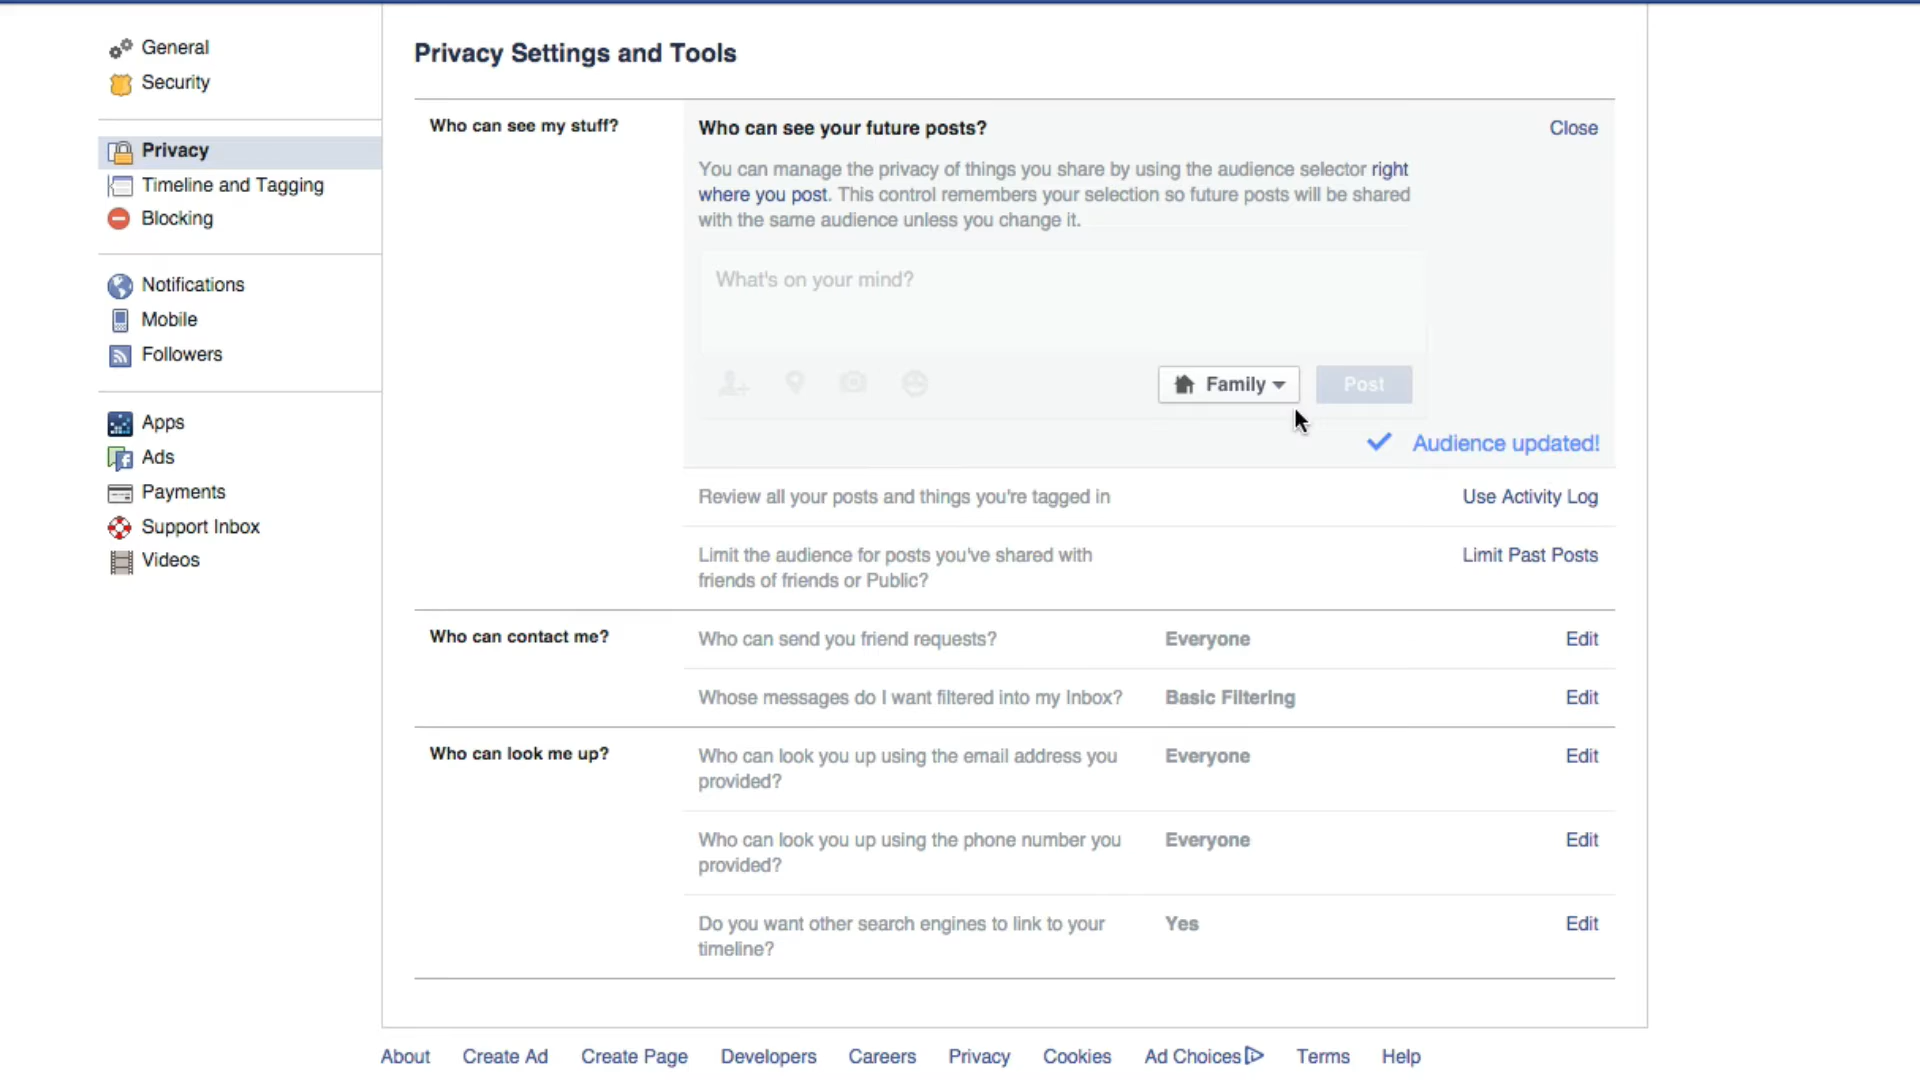 General
Security
Privacy
Timeline and Tagging
Blocking
Notifications
Mobile
Followers
Apps
Ads
Payments
Support Inbox
Videos
Privacy Settings and Tools
Who can see my stuff?
Who can see your future posts?
Close
You can manage the privacy of things you share by using the audience selector right
where you post. This control remembers your selection so future posts will be shared
with the same audience unless you change it.
What's on your mind?
Family
Post
Audience updated!
Review all your posts and things you're tagged in
Use Activity Log
Limit the audience for posts you've shared with
friends of friends or Public?
Limit Past Posts
Who can contact me?
Who can send you friend requests?
Everyone
Edit
Whose messages do I want filtered into my Inbox?
Basic Filtering
Edit
Who can look me up?
Who can look you up using the email address you
provided?
Everyone
Edit
Who can look you up using the phone number you
provided?
Everyone
Edit
Do you want other search engines to link to your
timeline?
Yes
Edit
About Create Ad Create Page Developers Careers Privacy Cookies Ad Choices Terms Help